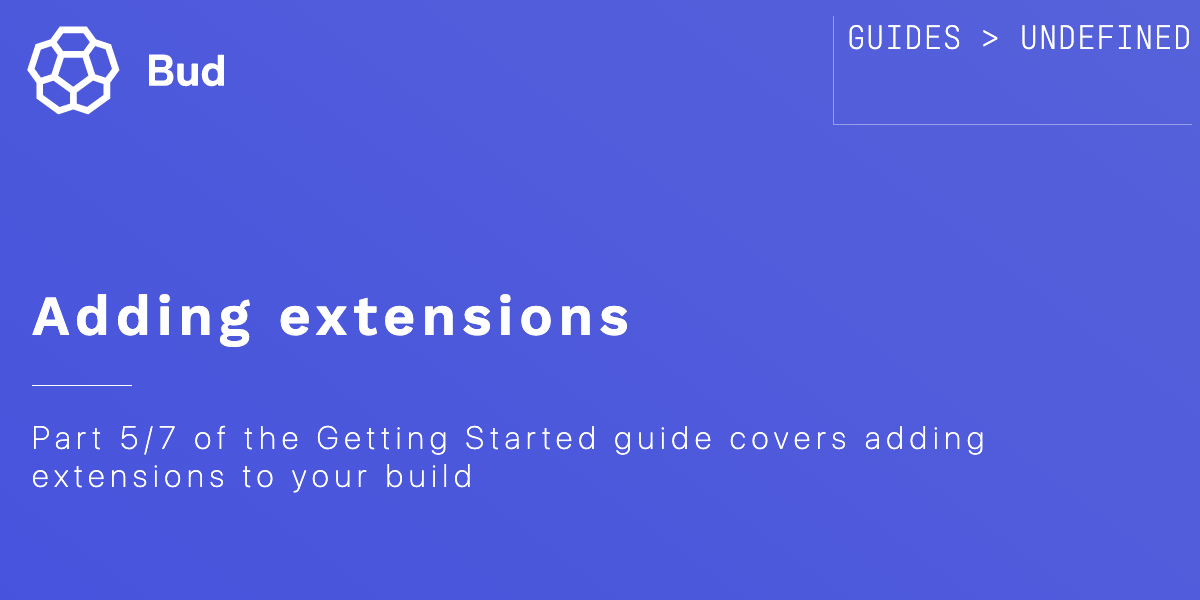 Bud
GUIDES > UNDEFINED
Adding extensions
Part 5/7 of the Getting Started guide covers adding
extensions to your build